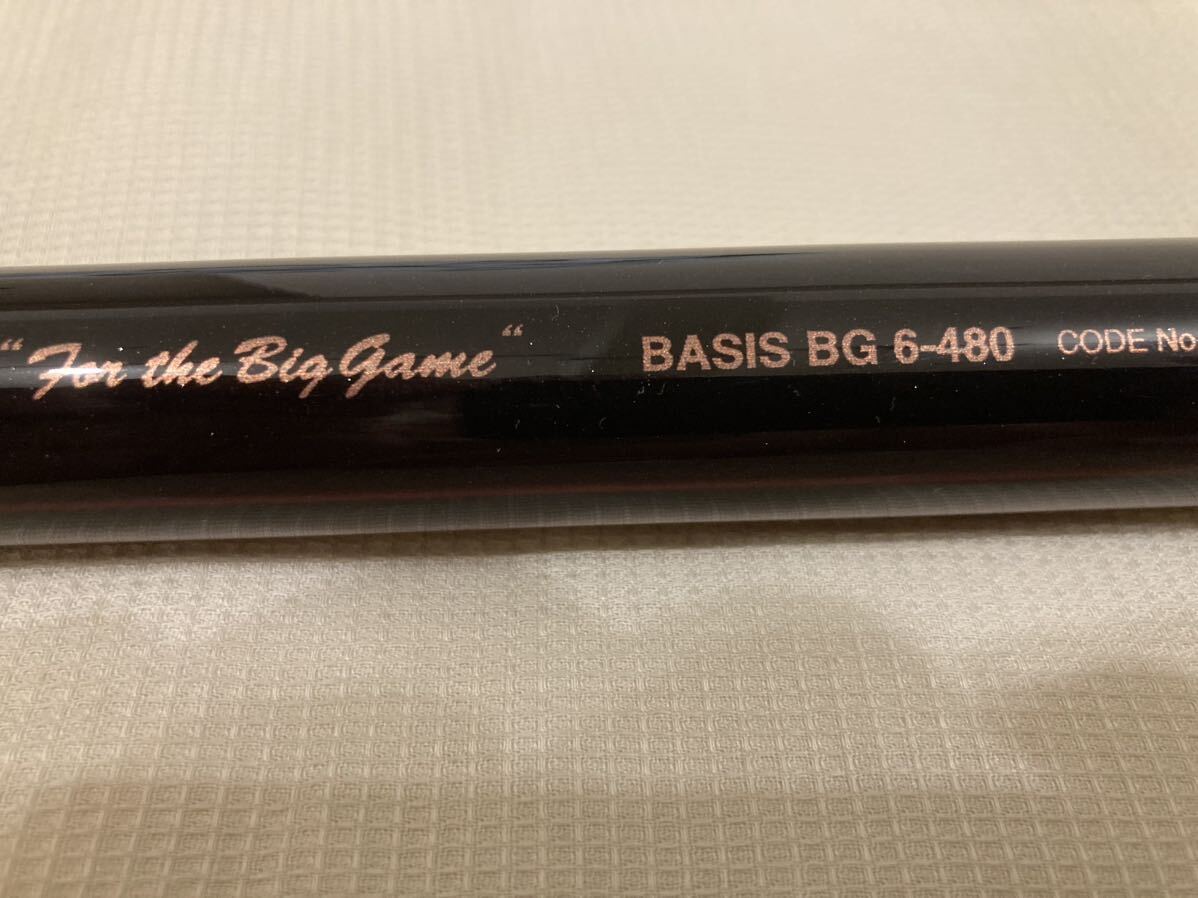 “For the Big Game“ BASIS BG 6-480 CODE No